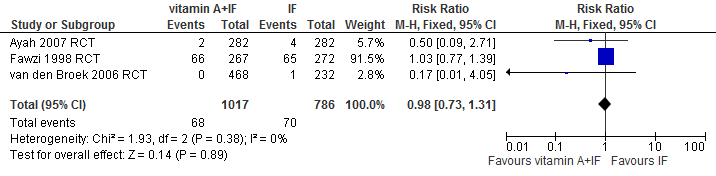 vitamin A+IF IF Risk Ratio Risk Ratio
Study or Subgroup Events Total Events Total Weight M-H, Fixed, 95% CI M-H, Fixed, 95% CI
Ayah 2007 RCT 2 282 4 282 5.7% 0.50 [0.09, 2.71]
Fawzi 1998 RCT 66 267 65 272 91.5% 1.03 [0.77, 1.39]
van den Broek 2006 RCT 0 468 1 232 2.8% 0.17 [0.01, 4.05]
Total (95% CI) 1017 786 100.0% 0.98 [0.73, 1.31]
Total events 68 70
Heterogeneity: Chi² = 1.93, df = 2 (P = 0.38); I² = 0%
Test for overall effect: Z = 0.14 (P = 0.89)
0.01 0.1 1 10 100
Favours vitamin A+IF Favours IF